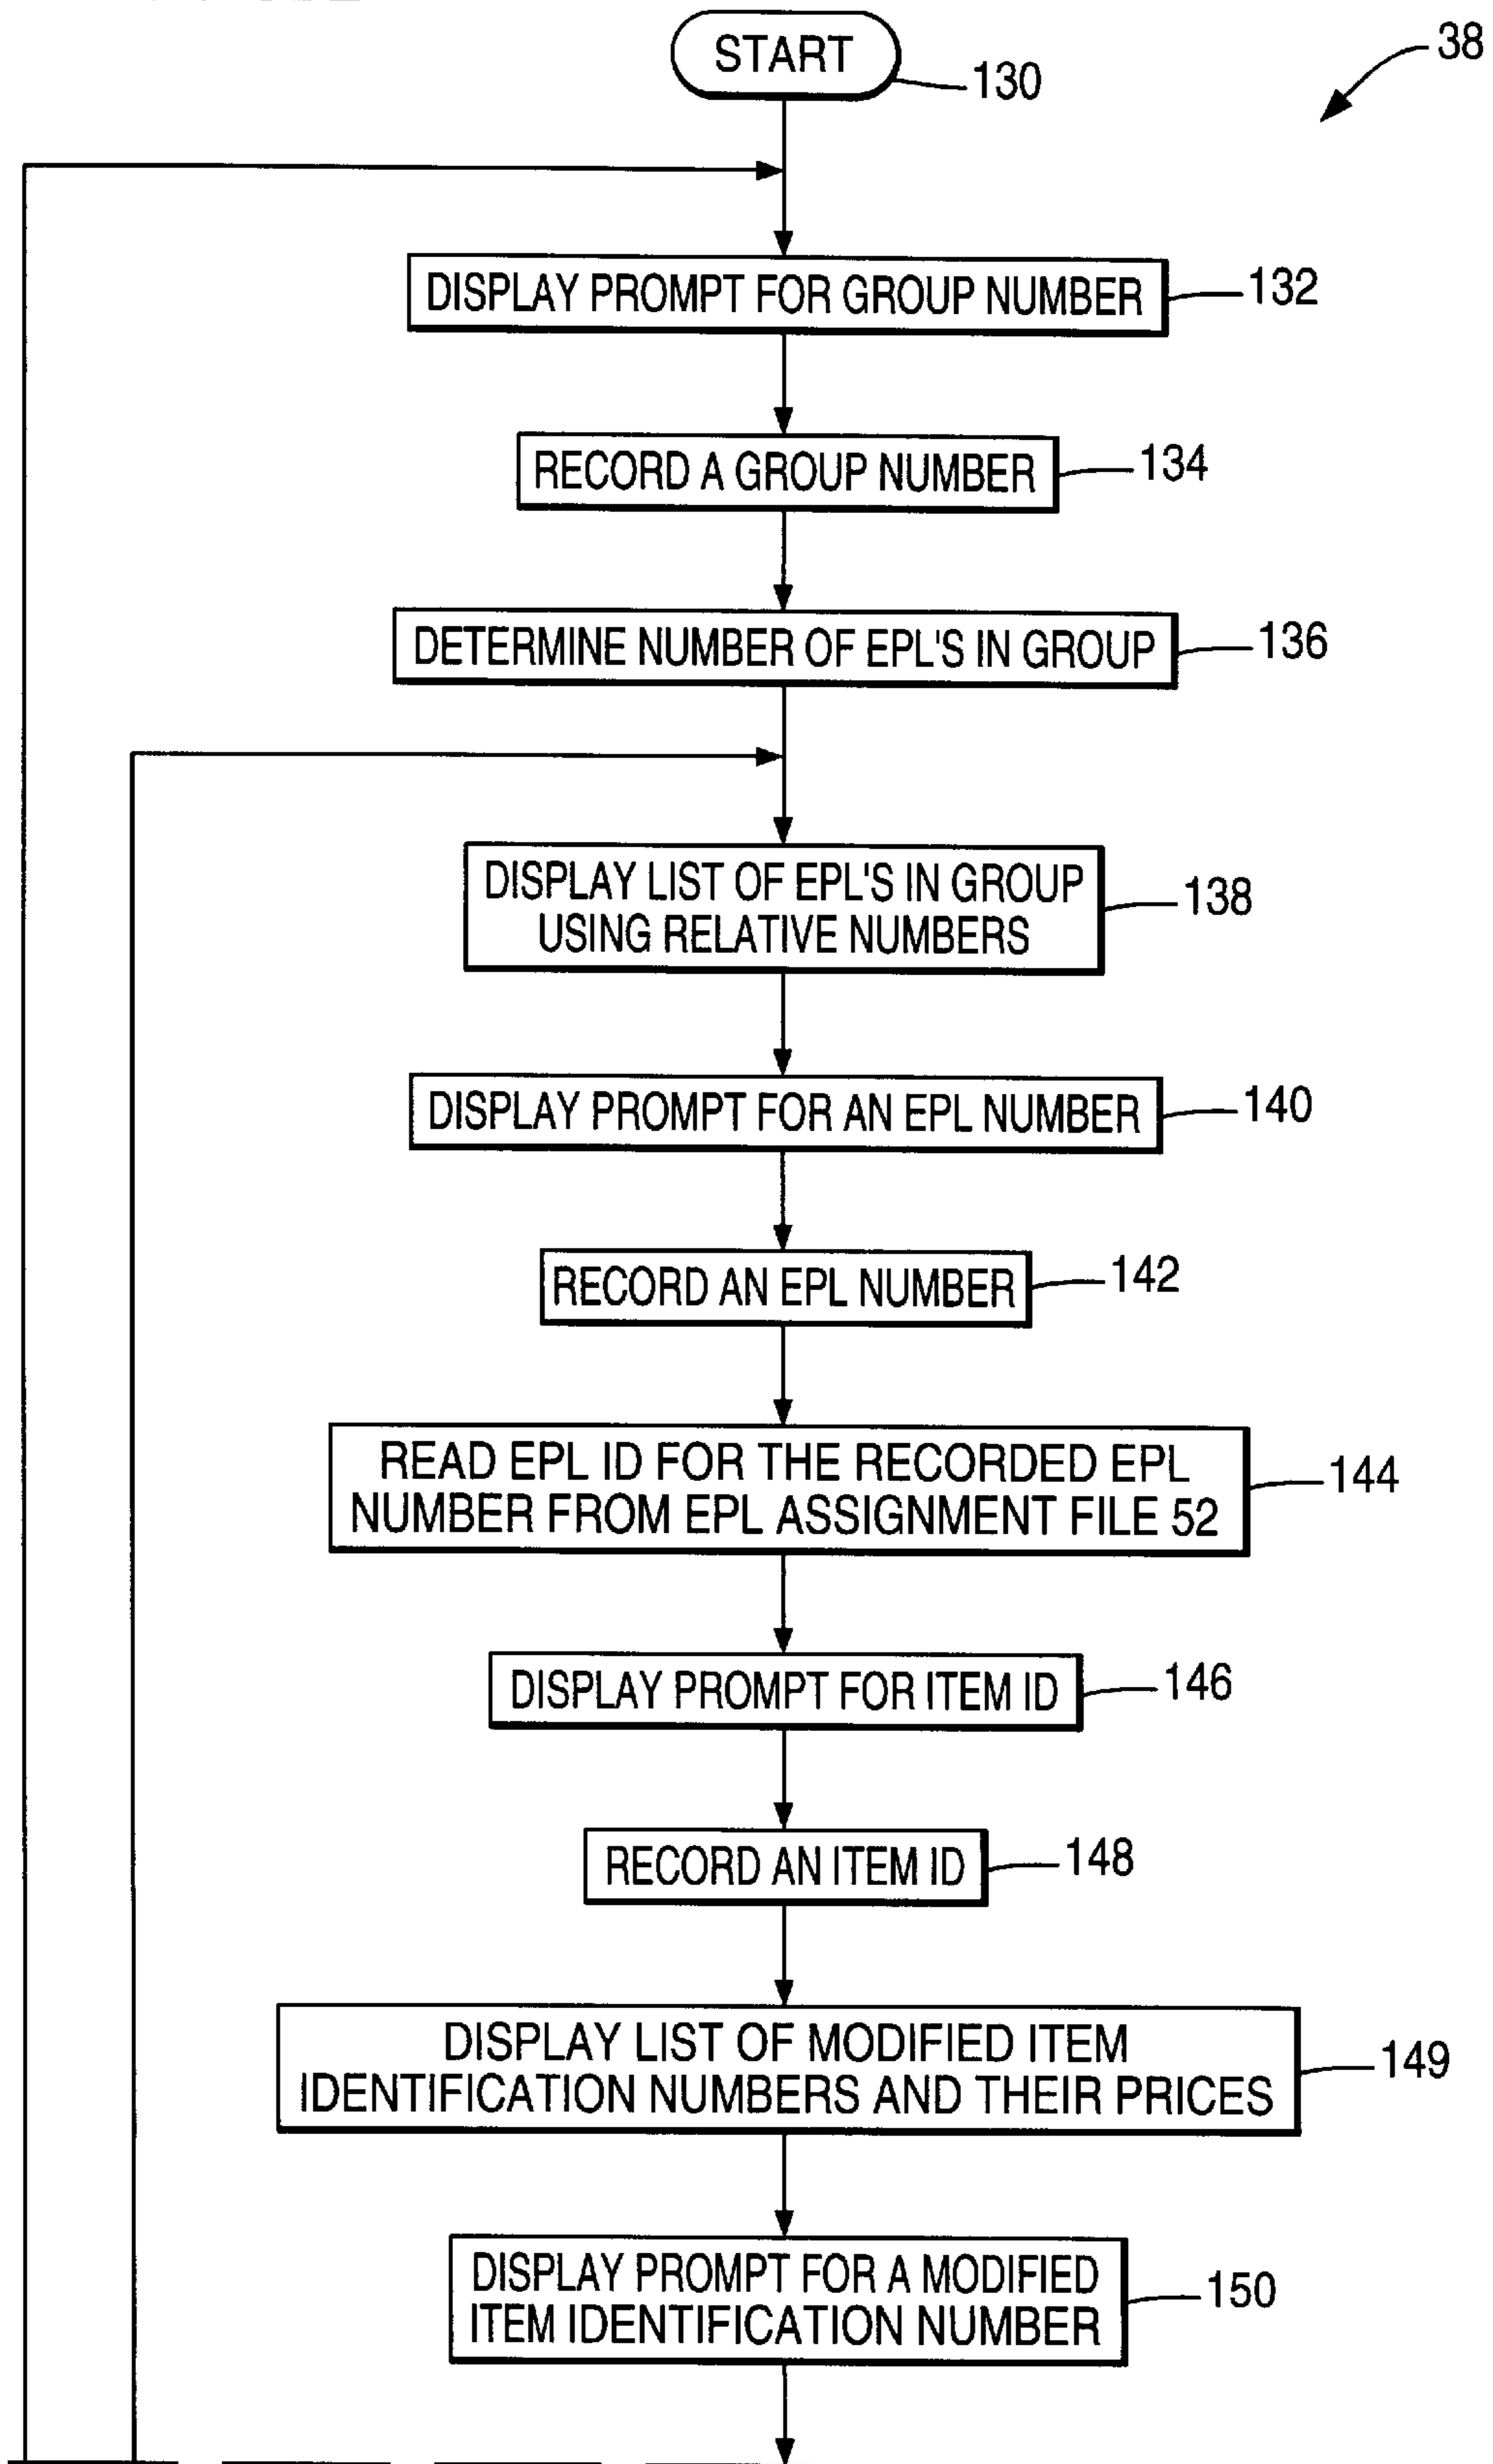 START
130
38
DISPLAY PROMPT FOR GROUP NUMBER
132
RECORD A GROUP NUMBER
134
DETERMINE NUMBER OF EPL'S IN GROUP
136
DISPLAY LIST OF EPL'S IN GROUP
USING RELATIVE NUMBERS
138
DISPLAY PROMPT FOR AN EPL NUMBER
140
RECORD AN EPL NUMBER
142
READ EPL ID FOR THE RECORDED EPL
NUMBER FROM EPL ASSIGNMENT FILE 52
144
DISPLAY PROMPT FOR ITEM ID
146
RECORD AN ITEM ID
148
DISPLAY LIST OF MODIFIED ITEM
IDENTIFICATION NUMBERS AND THEIR PRICES
149
DISPLAY PROMPT FOR A MODIFIED
ITEM IDENTIFICATION NUMBER
150